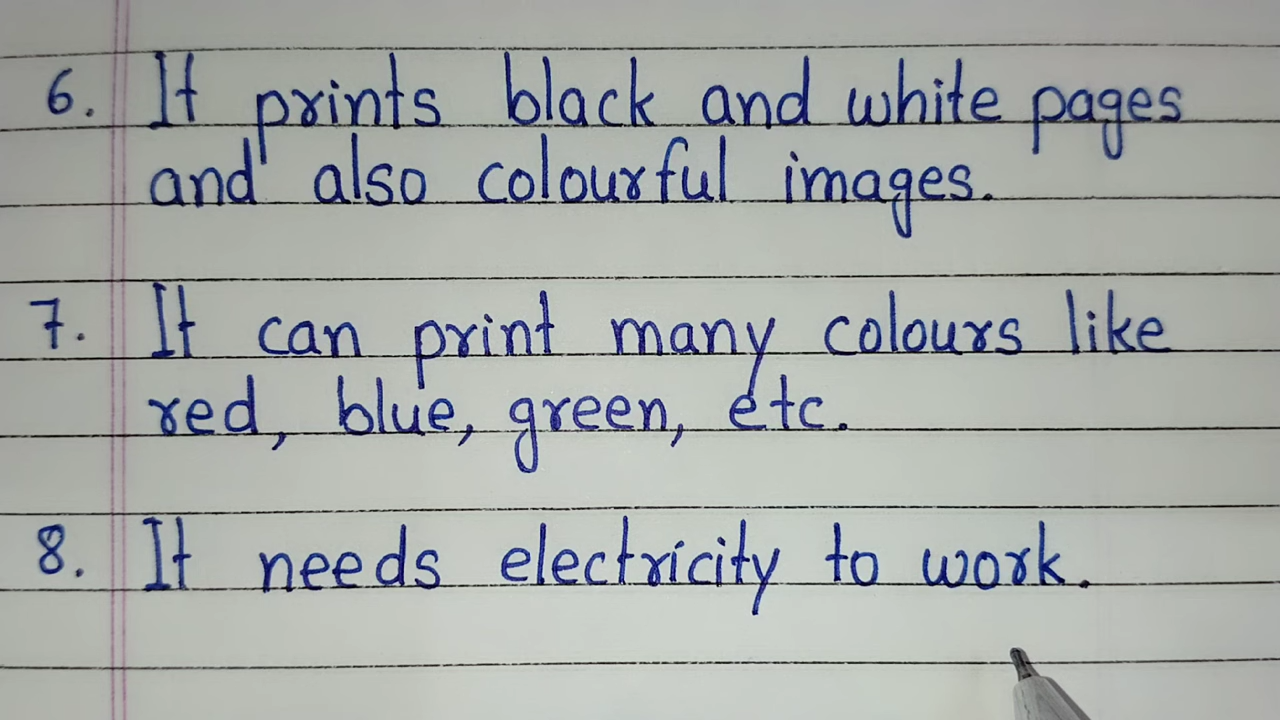 6. It prints black and white pages
and also colourful images.
7. It can print many colours like
red, blue, green, etc.
8. It needs electricity to work.